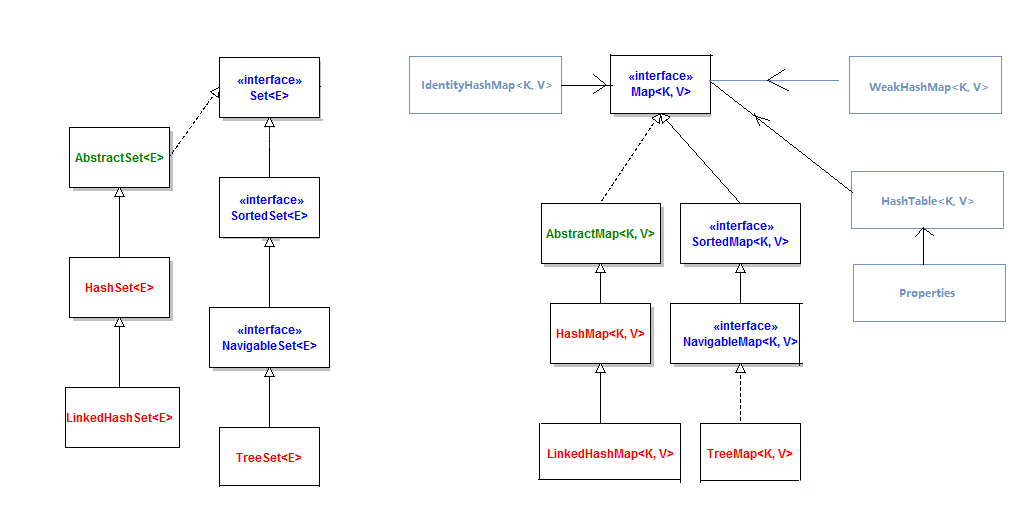 «interface»
Set<E>
AbstractSet<E>
«interface»
SortedSet<E>
HashSet<E>
«interface»
NavigableSet<E>
LinkedHashSet<E>
TreeSet<E>
IdentityHashMap<K, V>
«interface»
Map<K, V>
WeakHashMap<K, V>
HashTable<K, V>
AbstractMap<K, V>
«interface»
SortedMap<K, V>
Properties
HashMap<K, V>
«interface»
NavigableMap<K, V>
LinkedHashMap<K, V>
TreeMap<K, V>